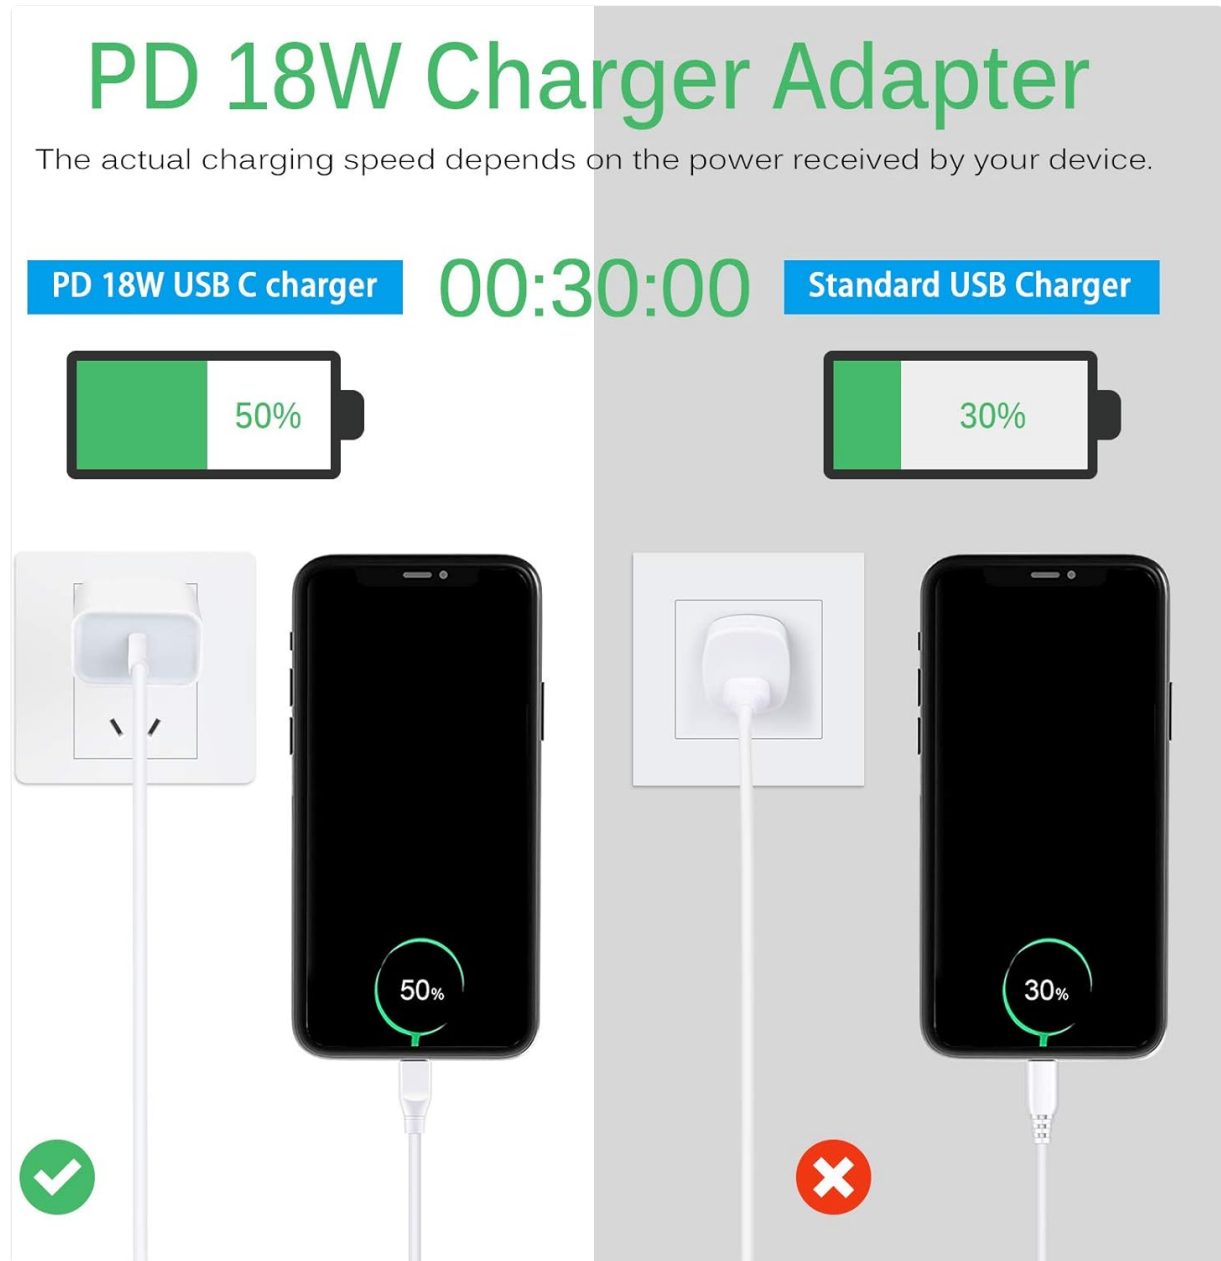 PD 18W Charger Adapter
The actual charging speed depends on the power received by your device.
PD 18W USB C charger
00:30:00
Standard USB Charger
50%
30%
50%
30%